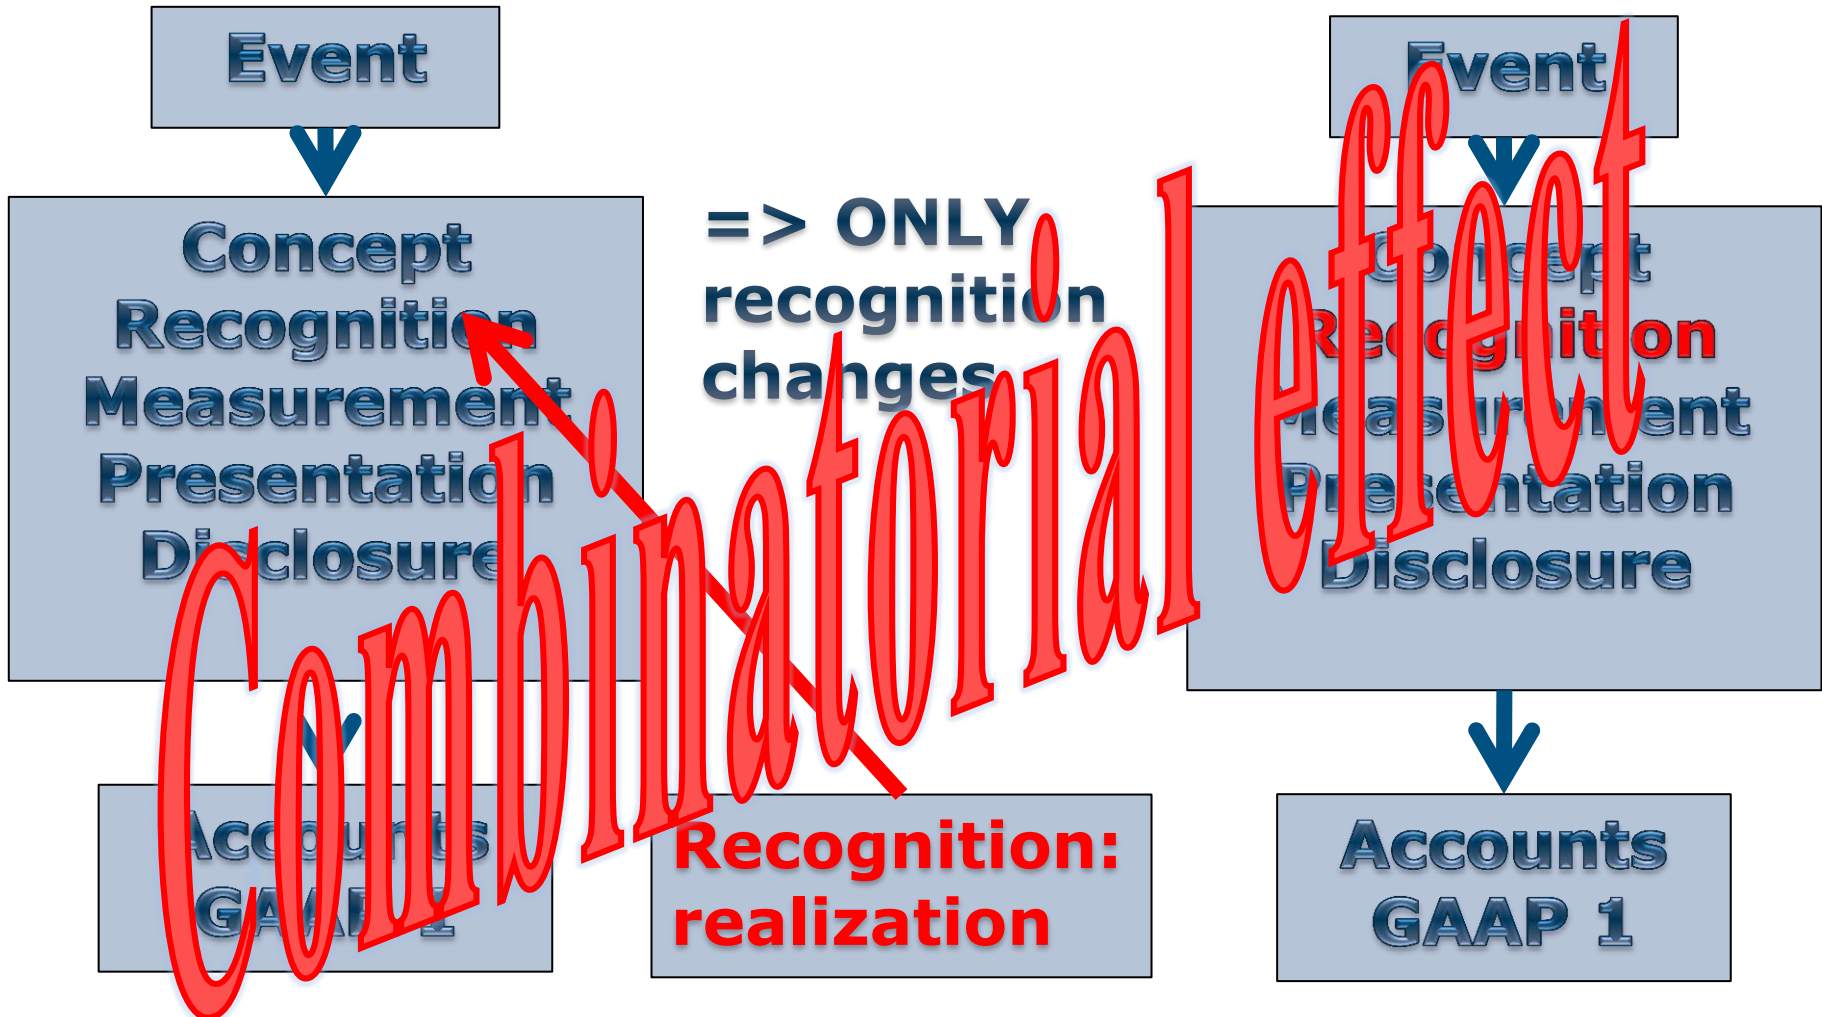 Event
Concept
Recognition
Measurement
Presentation
Disclosure
Accounts
GAAP 1
=> ONLY
recognition
changes
Recognition:
realization
Event
Concept
Recognition
Measurement
Presentation
Disclosure
Accounts
GAAP 1
Combinatorial effect